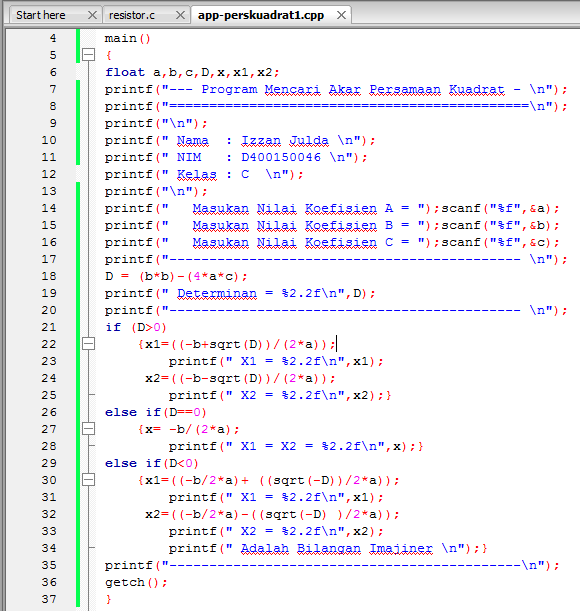 Start here resistor.c app-perskuadrat1.cpp
4 main()
5 {
6 float a,b,c,D,x,x1,x2;
7 printf("--- Program Mencari Akar Persamaan Kuadrat - \n");
8 printf("=============================================\n");
9 printf("\n");
10 printf(" Nama  : Izzan Julda \n");
11 printf(" NIM   : D400150046 \n");
12 printf(" Kelas : C  \n");
13 printf("\n");
14 printf("   Masukan Nilai Koefisien A = ");scanf("%f",&a);
15 printf("   Masukan Nilai Koefisien B = ");scanf("%f",&b);
16 printf("   Masukan Nilai Koefisien C = ");scanf("%f",&c);
17 printf("-------------------------------------------- \n");
18 D = (b*b)-(4*a*c);
19 printf(" Determinan = %2.2f\n",D);
20 printf("-------------------------------------------- \n");
21 if (D>0)
22 {x1=((-b+sqrt(D))/(2*a));
23 printf(" X1 = %2.2f\n",x1);
24 x2=((-b-sqrt(D))/(2*a));
25 printf(" X2 = %2.2f\n",x2);}
26 else if(D==0)
27 {x= -b/(2*a);
28 printf(" X1 = X2 = %2.2f\n",x);}
29 else if(D<0)
30 {x1=((-b/2*a)+ ((sqrt(-D))/2*a));
31 printf(" X1 = %2.2f\n",x1);
32 x2=((-b/2*a)-((sqrt(-D) )/2*a));
33 printf(" X2 = %2.2f\n",x2);
34 printf(" Adalah Bilangan Imajiner \n");}
35 printf("--------------------------------------------\n");
36 getch();
37 }